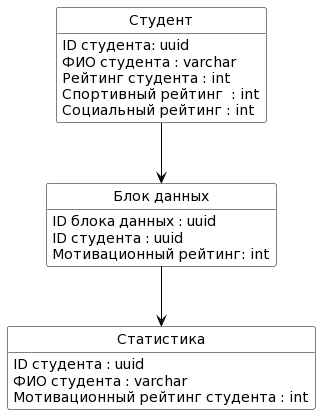 Студент
ID студента: uuid
ФИО студента : varchar
Рейтинг студента : int
Спортивный рейтинг  : int
Социальный рейтинг : int
Блок данных
ID блока данных : uuid
ID студента : uuid
Мотивационный рейтинг: int
Статистика
ID студента : uuid
ФИО студента : varchar
Мотивационный рейтинг студента : int